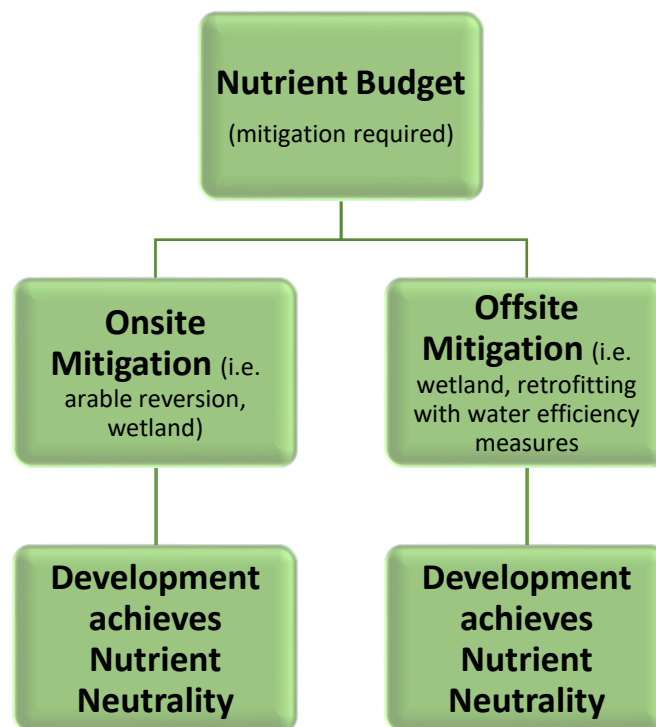 Nutrient Budget
(mitigation required)
Onsite
Mitigation (i.e.
arable reversion,
wetland)
Offsite
Mitigation (i.e.
wetland, retrofitting
with water efficiency
measures
Development
achieves
Nutrient
Neutrality
Development
achieves
Nutrient
Neutrality